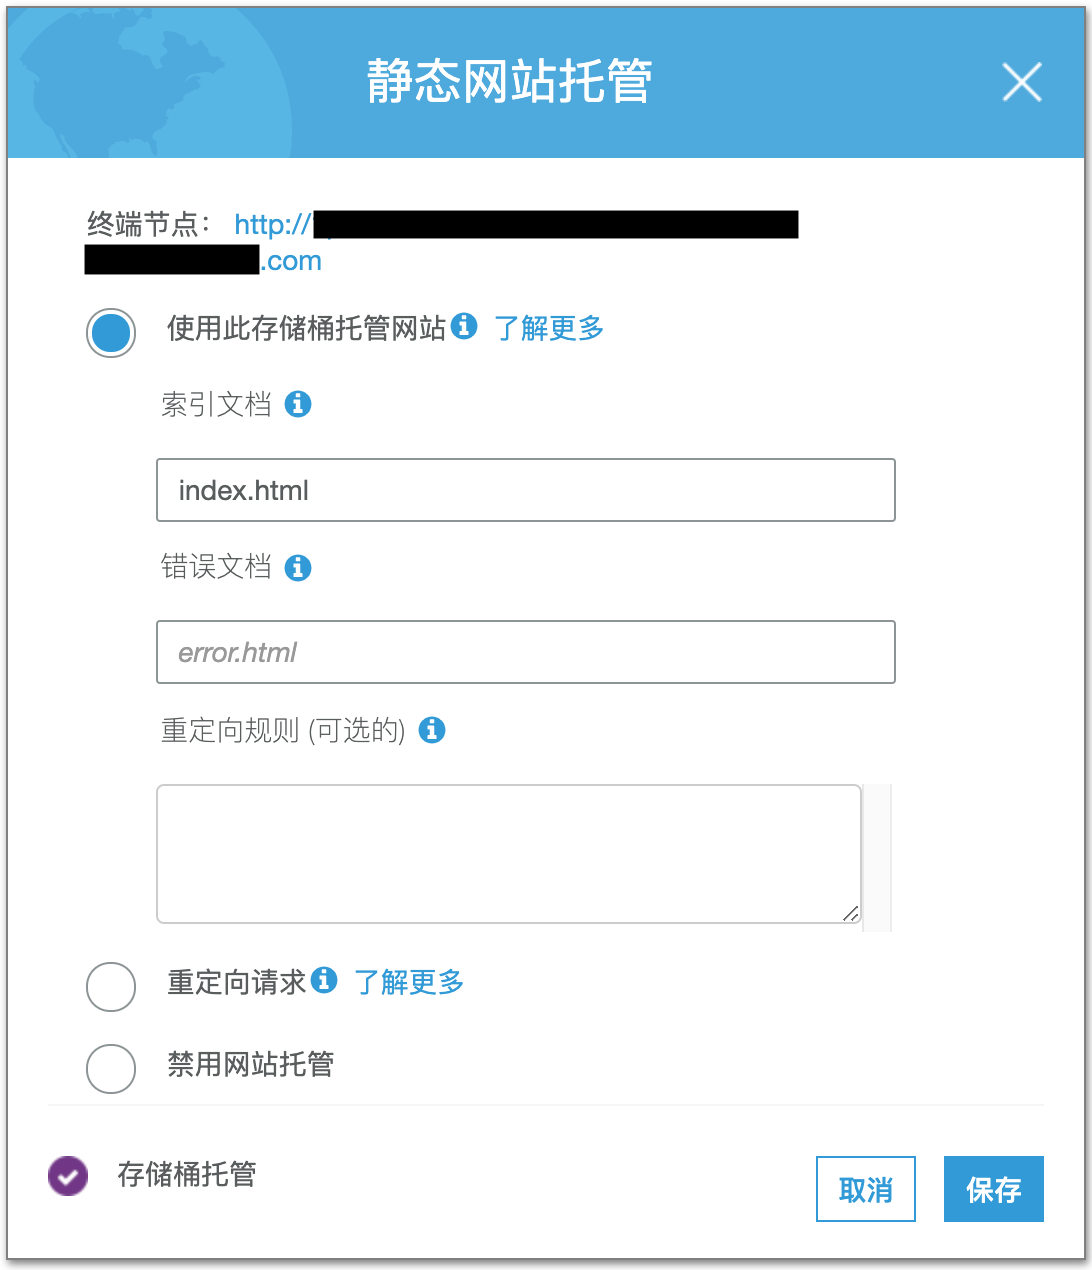 静态网站托管
终端节点： http://
.com
使用此存储桶托管网站 了解更多
索引文档
index.html
错误文档
error.html
重定向规则 (可选的)
重定向请求 了解更多
禁用网站托管
存储桶托管
取消
保存